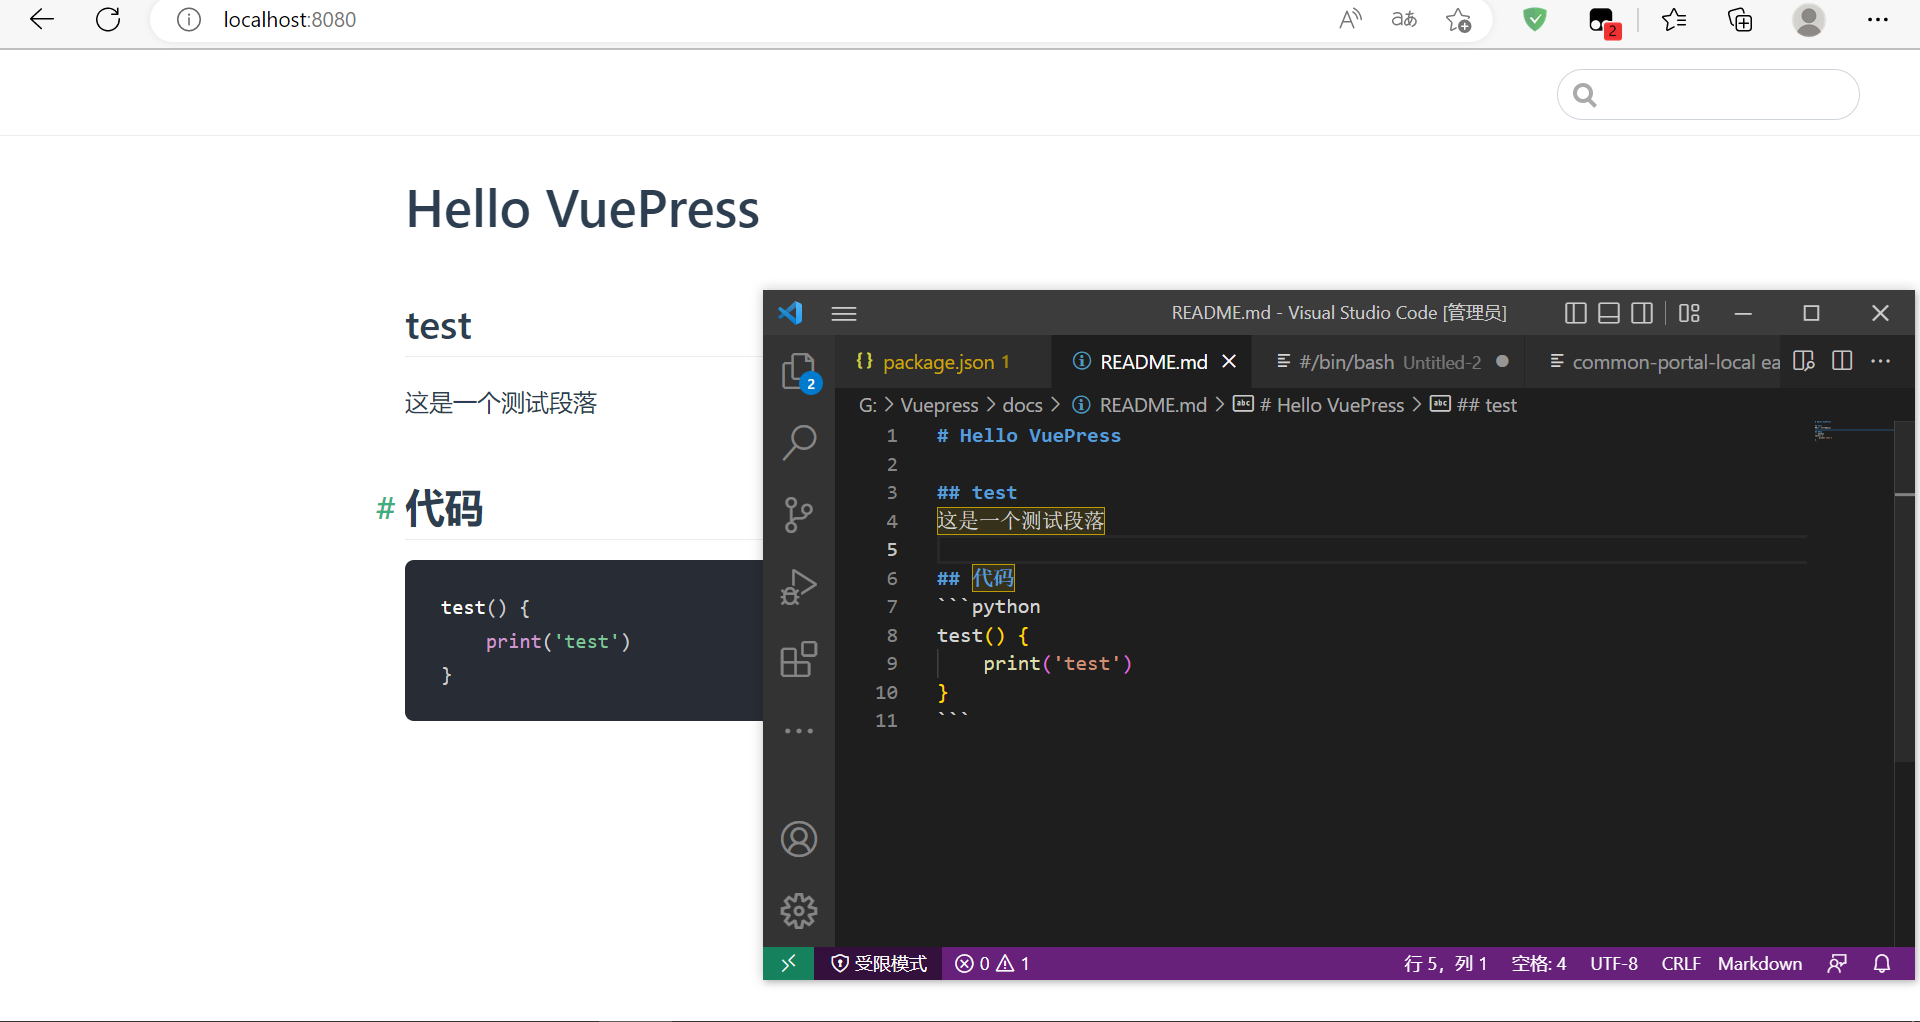 localhost:8080
2
Hello VuePress
test
这是一个测试段落
# 代码
test() {
    print('test')
}
README.md - Visual Studio Code [管理员]
package.json 1
README.md
#/bin/bash Untitled-2
common-portal-local ea
2
G: > Vuepress > docs > README.md > # Hello VuePress > ## test
1 # Hello VuePress
2
3 ## test
4 这是一个测试段落
5
6 ## 代码
7 ```python
8 test() {
9     print('test')
10 }
11 ```
受限模式 0 1 行 5，列 1 空格: 4 UTF-8 CRLF Markdown